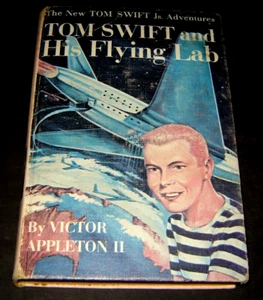 The New TOM SWIFT Jr. Adventures
TOM SWIFT and
His Flying Lab
By VICTOR
APPLETON II